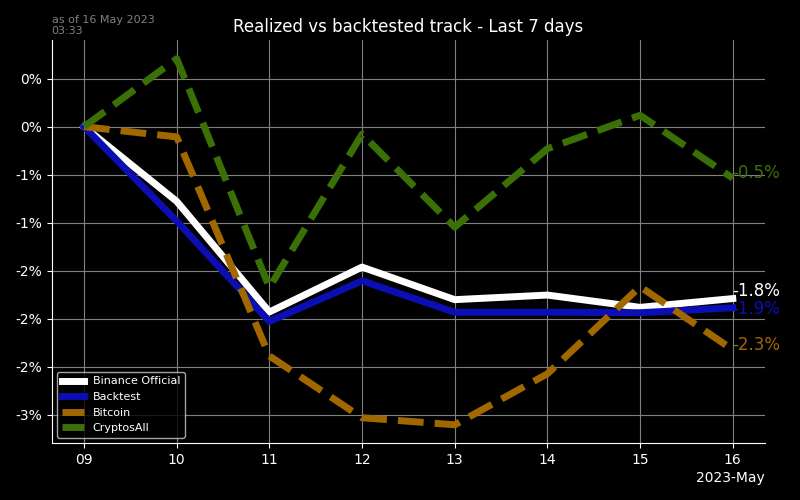 as of 16 May 2023
03:33
Realized vs backtested track - Last 7 days
0%
0%
-1%
-1%
-2%
-2%
-2%
-3%
-0.5%
-1.8%
-1.9%
-2.3%
Binance Official
Backtest
Bitcoin
CryptosAll
09 10 11 12 13 14 15 16
2023-May